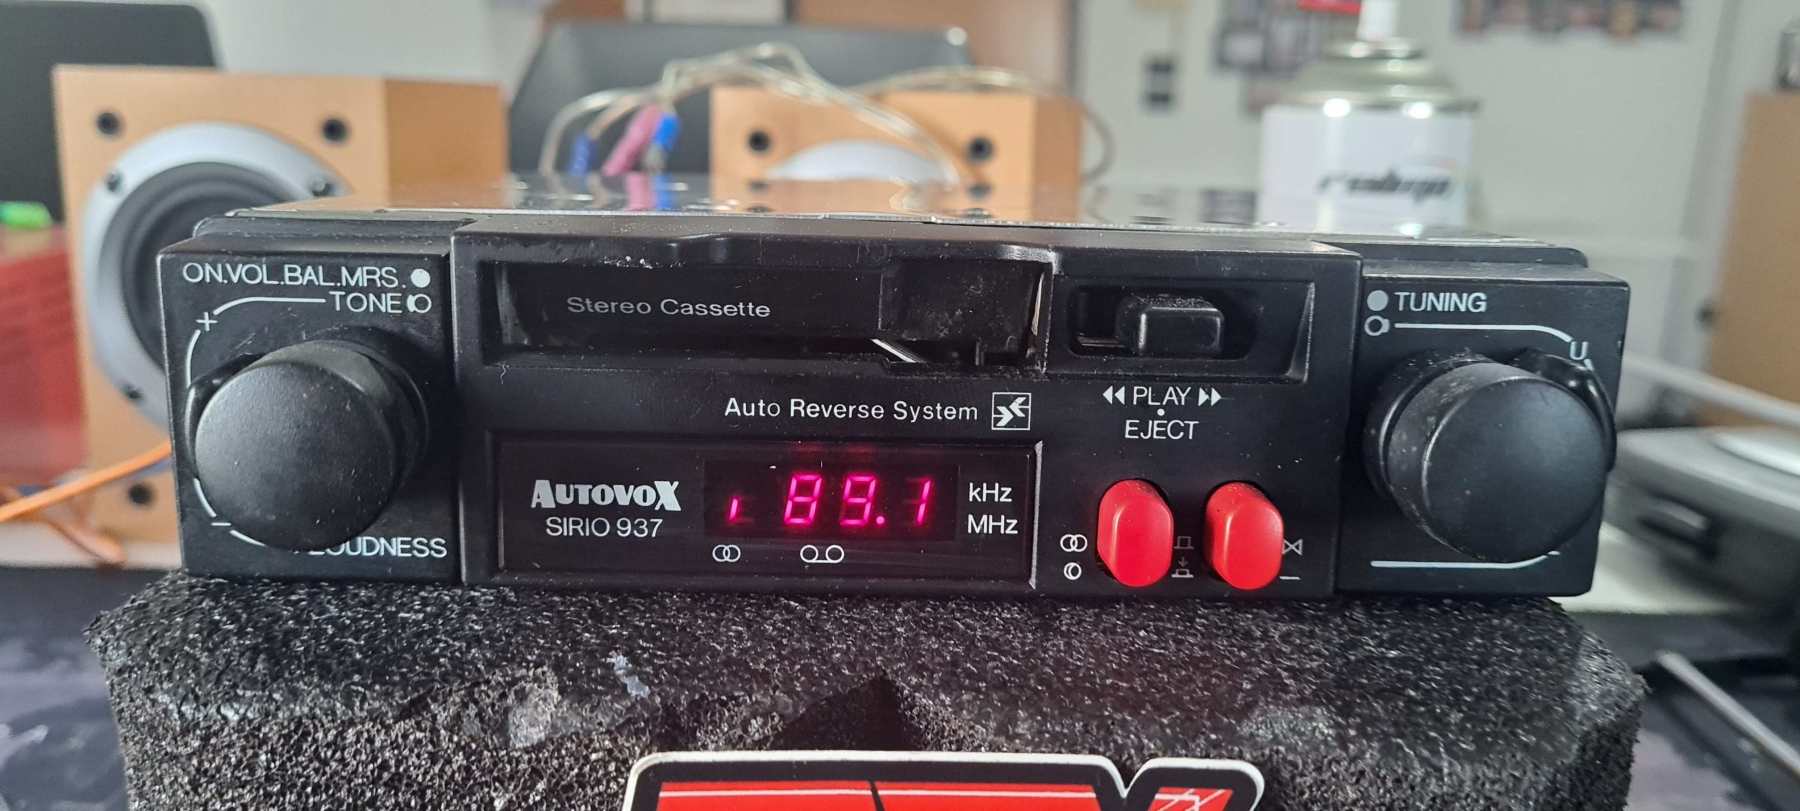 ON.VOL.BAL.MRS.
TONE
+
-
LOUDNESS
Stereo Cassette
Auto Reverse System
AUTOVOX
SIRIO 937
89.1
kHz
MHz
PLAY
EJECT
TUNING
U